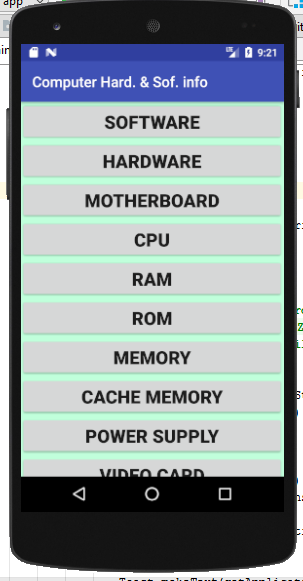 app
9:21
Computer Hard. & Sof. info
SOFTWARE
HARDWARE
MOTHERBOARD
CPU
RAM
ROM
MEMORY
CACHE MEMORY
POWER SUPPLY
VIDEO CARD